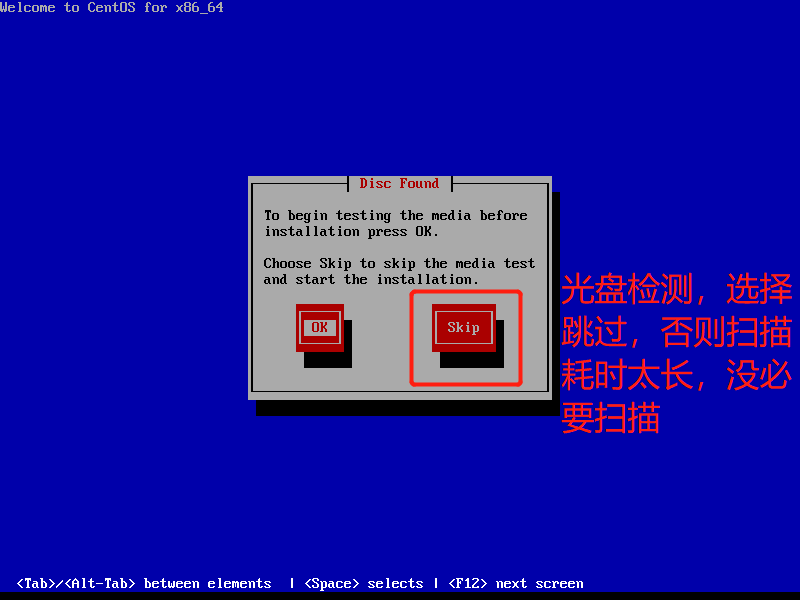 Welcome to CentOS for x86_64
Disc Found
To begin testing the media before
installation press OK.
Choose Skip to skip the media test
and start the installation.
OK
Skip
光盘检测，选择
跳过，否则扫描
耗时太长，没必
要扫描
<Tab>/<Alt-Tab> between elements | <Space> selects | <F12> next screen